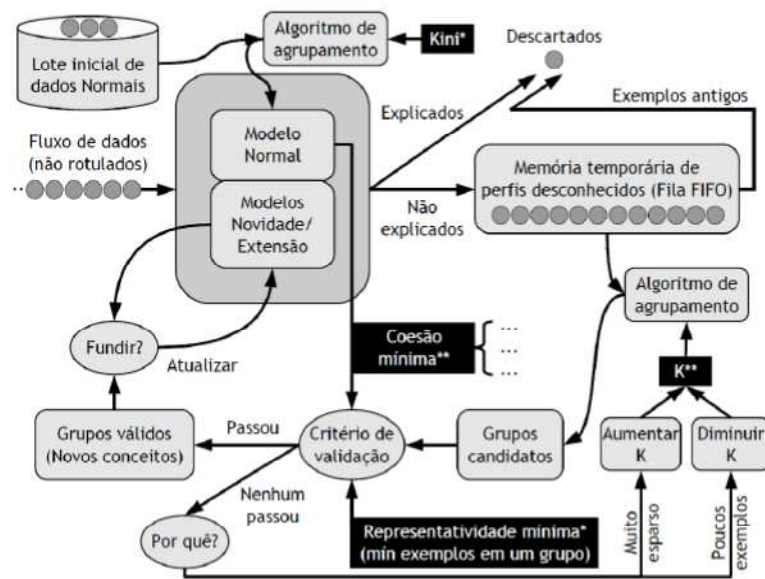 Lote inicial de
dados Normais
Algoritmo de
agrupamento
Kini*
Descartados
Fluxo de dados
(não rotulados)
Modelo
Normal
Modelos
Novidade/
Extensão
Explicados
Não
explicados
Exemplos antigos
Memória temporária de
perfis desconhecidos (Fila FIFO)
Algoritmo de
agrupamento
Fundir?
Atualizar
Coesão
mínima**
...
...
...
K**
Grupos válidos
(Novos conceitos)
Passou
Critério de
validação
Grupos
candidatos
Aumentar
K
Diminuir
K
Nenhum
passou
Por quê?
Representatividade mínima*
(mín exemplos em um grupo)
Muito
esparso
Poucos
exemplos